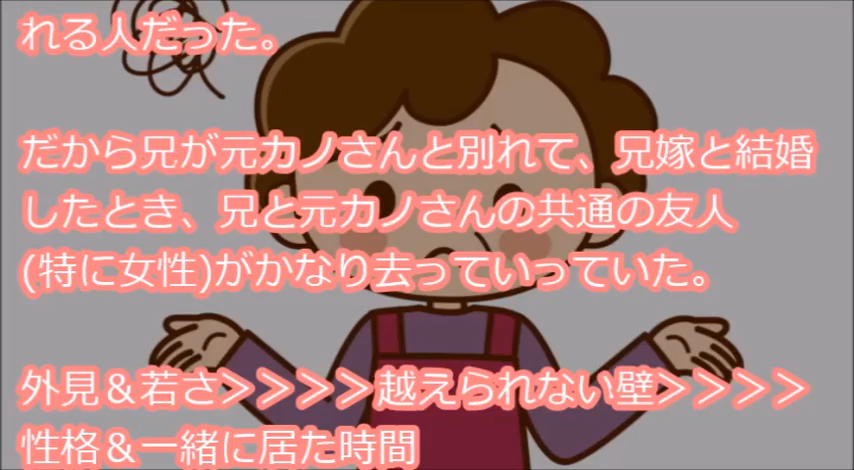 れる人だった。
だから兄が元カノさんと別れて、兄嫁と結婚
したとき、兄と元カノさんの共通の友人
(特に女性)がかなり去っていっていた。
外見＆若さ＞＞＞＞越えられない壁＞＞＞＞
性格＆一緒に居た時間